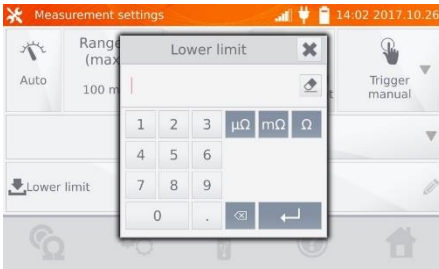 Measurement settings 14:02 2017.10.26
Range
(max
Auto
100 m
Trigger
manual
Lower limit
Lower limit
1 2 3 µΩ mΩ Ω
4 5 6
7 8 9
0 .